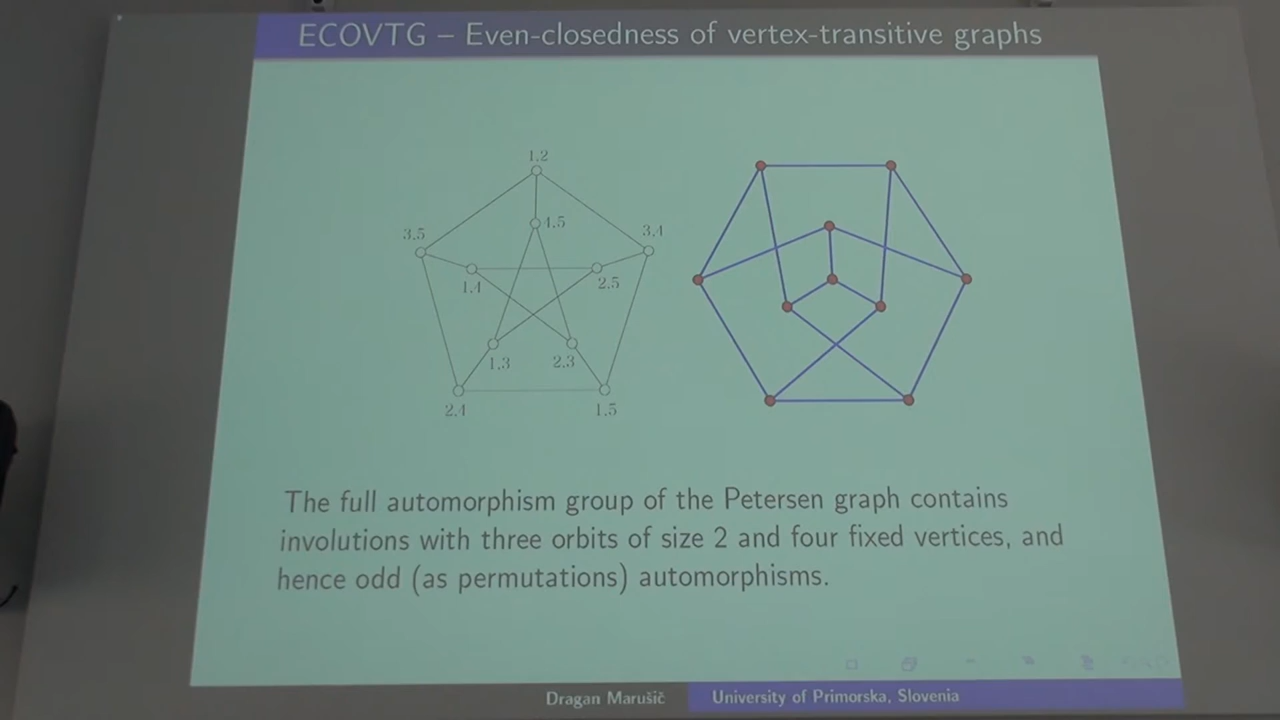 ECOVTG – Even-closedness of vertex-transitive graphs
1.2
4.5
3.5
3.4
1.4
2.5
1.3
2.3
2.4
1.5
The full automorphism group of the Petersen graph contains
involutions with three orbits of size 2 and four fixed vertices, and
hence odd (as permutations) automorphisms.
Dragan Marušič
University of Primorska, Slovenia